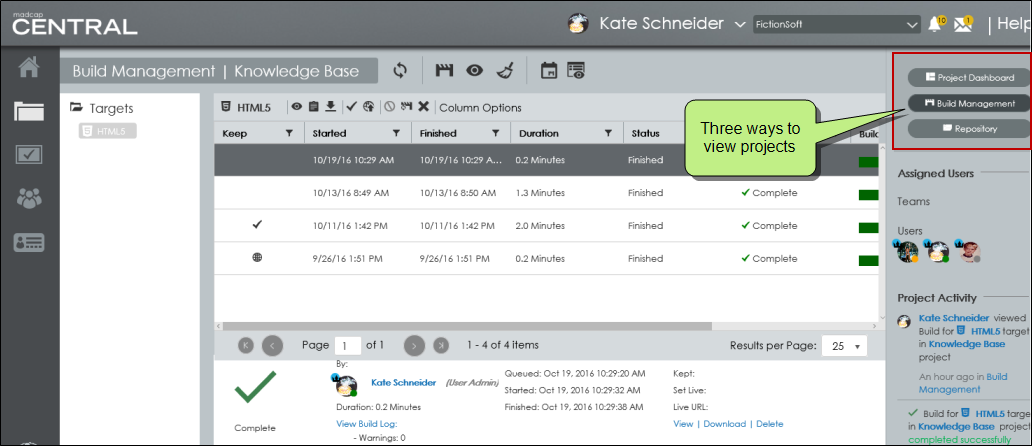 madcap
CENTRAL
Kate Schneider
FictionSoft
10
1
Help
Build Management | Knowledge Base
Project Dashboard
Build Management
Repository
Three ways to
view projects
Targets
HTML5
HTML5
Column Options
Keep Started Finished Duration Status Build
10/19/16 10:29 AM 10/19/16 10:29 A... 0.2 Minutes Finished
10/13/16 8:49 AM 10/13/16 8:50 AM 1.3 Minutes Finished Complete
10/11/16 1:42 PM 10/11/16 1:42 PM 2.0 Minutes Finished Complete
9/26/16 1:51 PM 9/26/16 1:51 PM 0.2 Minutes Finished Complete
Page 1 of 1
1 - 4 of 4 items
Results per Page: 25
Complete
By:
Kate Schneider (User Admin)
Duration: 0.2 Minutes
View Build Log:
- Warnings: 0
Queued: Oct 19, 2016 10:29:20 AM
Started: Oct 19, 2016 10:29:32 AM
Finished: Oct 19, 2016 10:29:38 AM
Kept:
Set Live:
Live URL:
View | Download | Delete
Assigned Users
Teams
Users
Project Activity
Kate Schneider viewed
Build for HTML5 target
in Knowledge Base
project
An hour ago in Build
Management
Build for HTML5 target
in Knowledge Base project
completed successfully